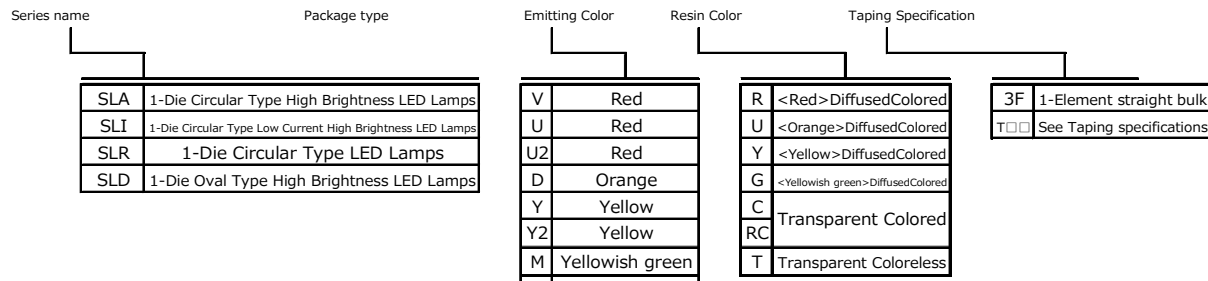 Series name Package type Emitting Color Resin Color Taping Specification
SLA 1-Die Circular Type High Brightness LED Lamps
SLI 1-Die Circular Type Low Current High Brightness LED Lamps
SLR 1-Die Circular Type LED Lamps
SLD 1-Die Oval Type High Brightness LED Lamps
V Red
U Red
U2 Red
D Orange
Y Yellow
Y2 Yellow
M Yellowish green
R <Red>DiffusedColored
U <Orange>DiffusedColored
Y <Yellow>DiffusedColored
G <Yellowish green>DiffusedColored
C
RC
Transparent Colored
T Transparent Coloreless
3F 1-Element straight bulk
T□□ See Taping specifications